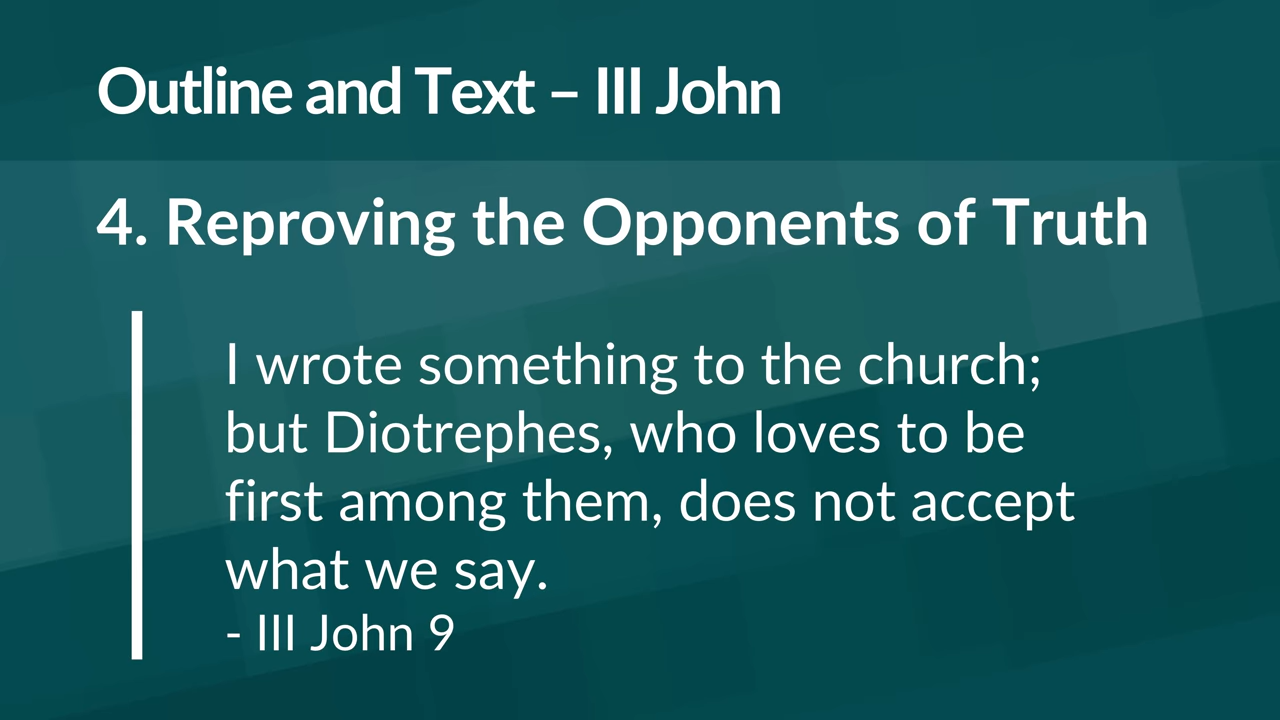 Outline and Text – III John
4. Reproving the Opponents of Truth
I wrote something to the church;
but Diotrephes, who loves to be
first among them, does not accept
what we say.
- III John 9